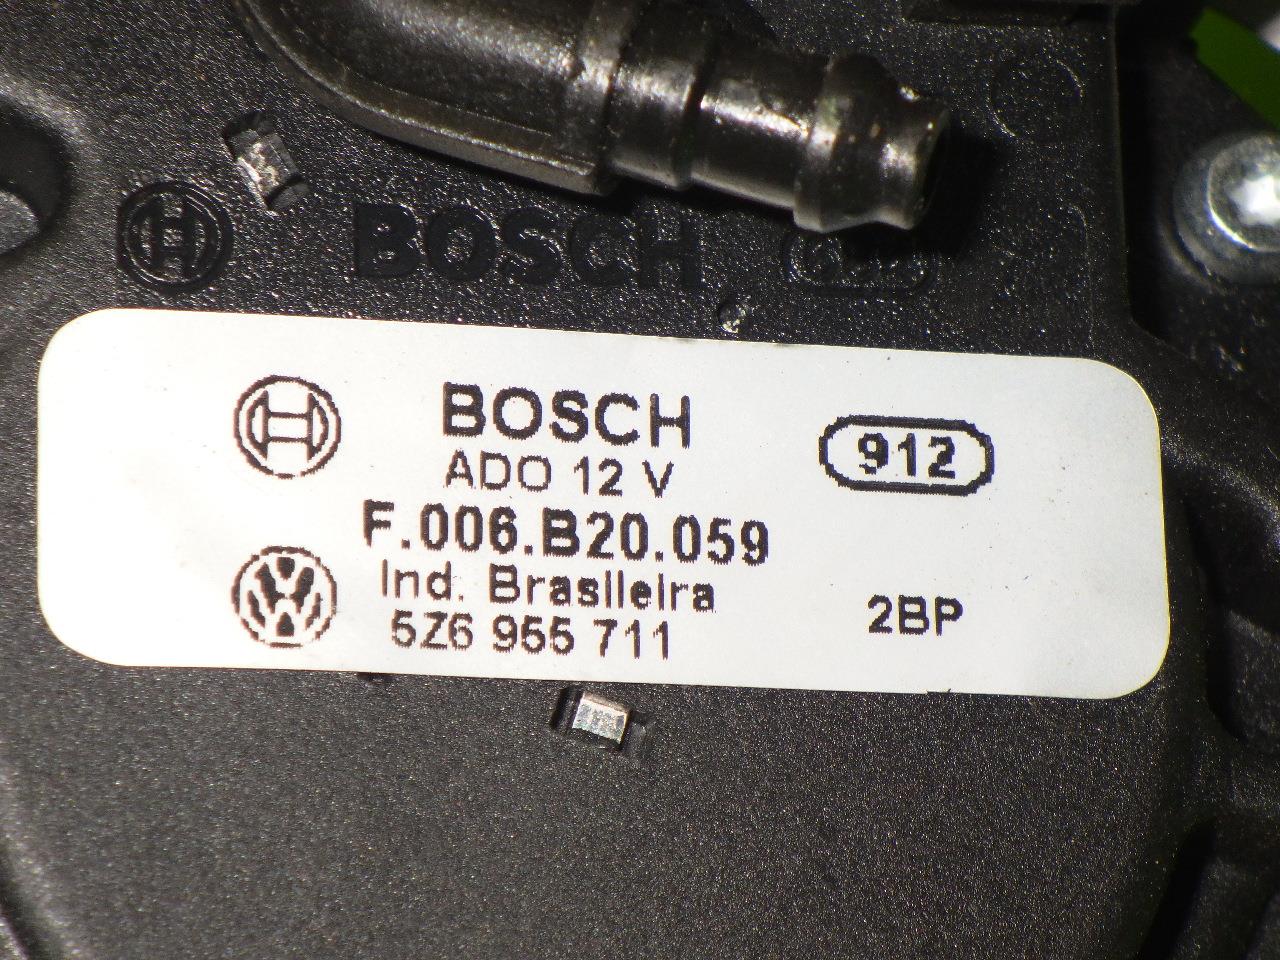 BOSCH
BOSCH
912
ADO 12 V
F.006.B20.059
Ind. Brasileira
5Z6 955 711
2BP